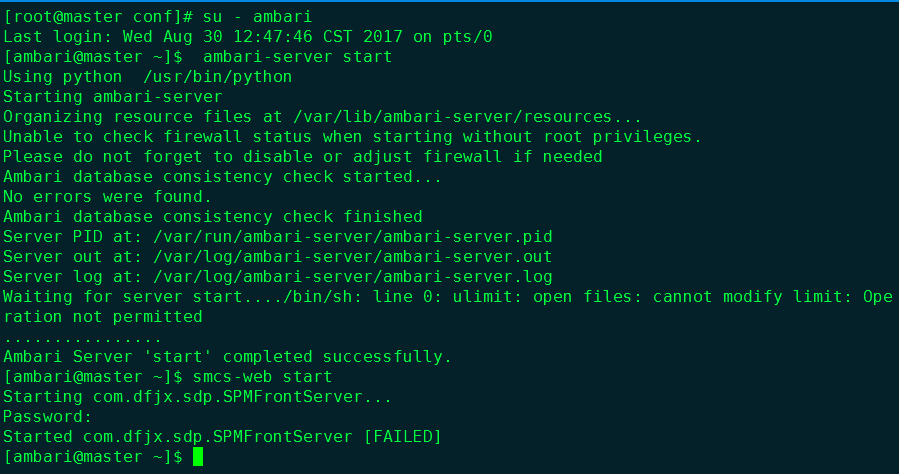 [root@master conf]# su - ambari
Last login: Wed Aug 30 12:47:46 CST 2017 on pts/0
[ambari@master ~]$  ambari-server start
Using python  /usr/bin/python
Starting ambari-server
Organizing resource files at /var/lib/ambari-server/resources...
Unable to check firewall status when starting without root privileges.
Please do not forget to disable or adjust firewall if needed
Ambari database consistency check started...
No errors were found.
Ambari database consistency check finished
Server PID at: /var/run/ambari-server/ambari-server.pid
Server out at: /var/log/ambari-server/ambari-server.out
Server log at: /var/log/ambari-server/ambari-server.log
Waiting for server start..../bin/sh: line 0: ulimit: open files: cannot modify limit: Ope
ration not permitted
................
Ambari Server 'start' completed successfully.
[ambari@master ~]$ smcs-web start
Starting com.dfjx.sdp.SPMFrontServer...
Password:
Started com.dfjx.sdp.SPMFrontServer [FAILED]
[ambari@master ~]$